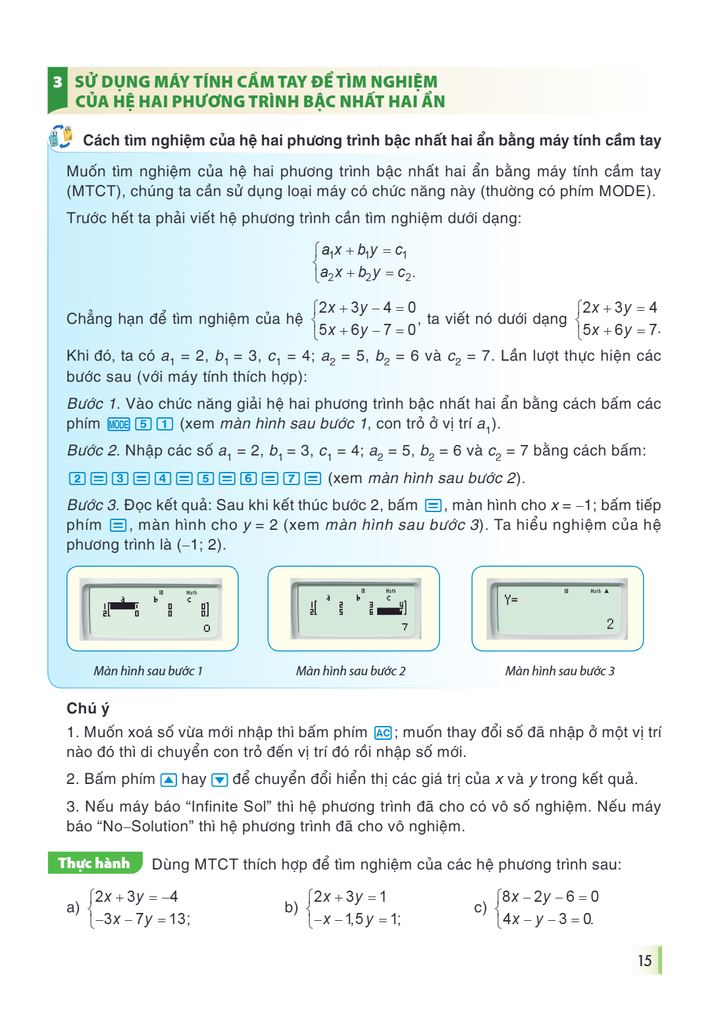 3 SỬ DỤNG MÁY TÍNH CẦM TAY ĐỂ TÌM NGHIỆM
CỦA HỆ HAI PHƯƠNG TRÌNH BẬC NHẤT HAI ẨN
Cách tìm nghiệm của hệ hai phương trình bậc nhất hai ẩn bằng máy tính cầm tay
Muốn tìm nghiệm của hệ hai phương trình bậc nhất hai ẩn bằng máy tính cầm tay
(MTCT), chúng ta cần sử dụng loại máy có chức năng này (thường có phím MODE).
Trước hết ta phải viết hệ phương trình cần tìm nghiệm dưới dạng:
a₁x + b₁y = c₁
a₂x + b₂y = c₂.
Chẳng hạn để tìm nghiệm của hệ { 2x + 3y – 4 = 0
5x + 6y – 7 = 0 , ta viết nó dưới dạng { 2x + 3y = 4
5x + 6y = 7.
Khi đó, ta có a₁ = 2, b₁ = 3, c₁ = 4; a₂ = 5, b₂ = 6 và c₂ = 7. Lần lượt thực hiện các
bước sau (với máy tính thích hợp):
Bước 1. Vào chức năng giải hệ hai phương trình bậc nhất hai ẩn bằng cách bấm các
phím MODE 5 1 (xem màn hình sau bước 1, con trỏ ở vị trí a₁).
Bước 2. Nhập các số a₁ = 2, b₁ = 3, c₁ = 4; a₂ = 5, b₂ = 6 và c₂ = 7 bằng cách bấm:
2 = 3 = 4 = 5 = 6 = 7 = (xem màn hình sau bước 2).
Bước 3. Đọc kết quả: Sau khi kết thúc bước 2, bấm =, màn hình cho x = –1; bấm tiếp
phím =, màn hình cho y = 2 (xem màn hình sau bước 3). Ta hiểu nghiệm của hệ
phương trình là (–1; 2).
Math
a b c
1[ 0 0 0]
2[ 0 0 0]
0
Math
a b c
1[ 2 3 4]
2[ 5 6 7]
7
Math ▲
Y=
2
Màn hình sau bước 1
Màn hình sau bước 2
Màn hình sau bước 3
Chú ý
1. Muốn xoá số vừa mới nhập thì bấm phím AC; muốn thay đổi số đã nhập ở một vị trí
nào đó thì di chuyển con trỏ đến vị trí đó rồi nhập số mới.
2. Bấm phím ▲ hay ▼ để chuyển đổi hiển thị các giá trị của x và y trong kết quả.
3. Nếu máy báo “Infinite Sol” thì hệ phương trình đã cho có vô số nghiệm. Nếu máy
báo “No–Solution” thì hệ phương trình đã cho vô nghiệm.
Thực hành Dùng MTCT thích hợp để tìm nghiệm của các hệ phương trình sau:
a) { 2x + 3y = –4
–3x – 7y = 13;
b) { 2x + 3y = 1
–x – 1,5y = 1;
c) { 8x – 2y – 6 = 0
4x – y – 3 = 0.
15